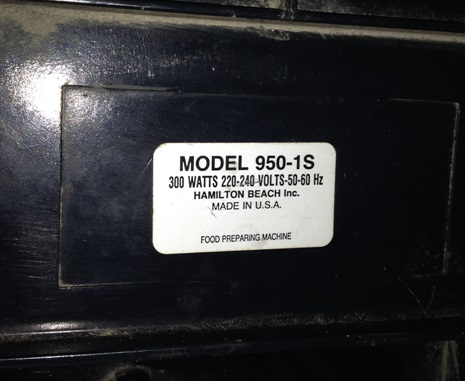 MODEL 950-1S
300 WATTS 220-240 VOLTS-50-60 Hz
HAMILTON BEACH Inc.
MADE IN U.S.A.
FOOD PREPARING MACHINE